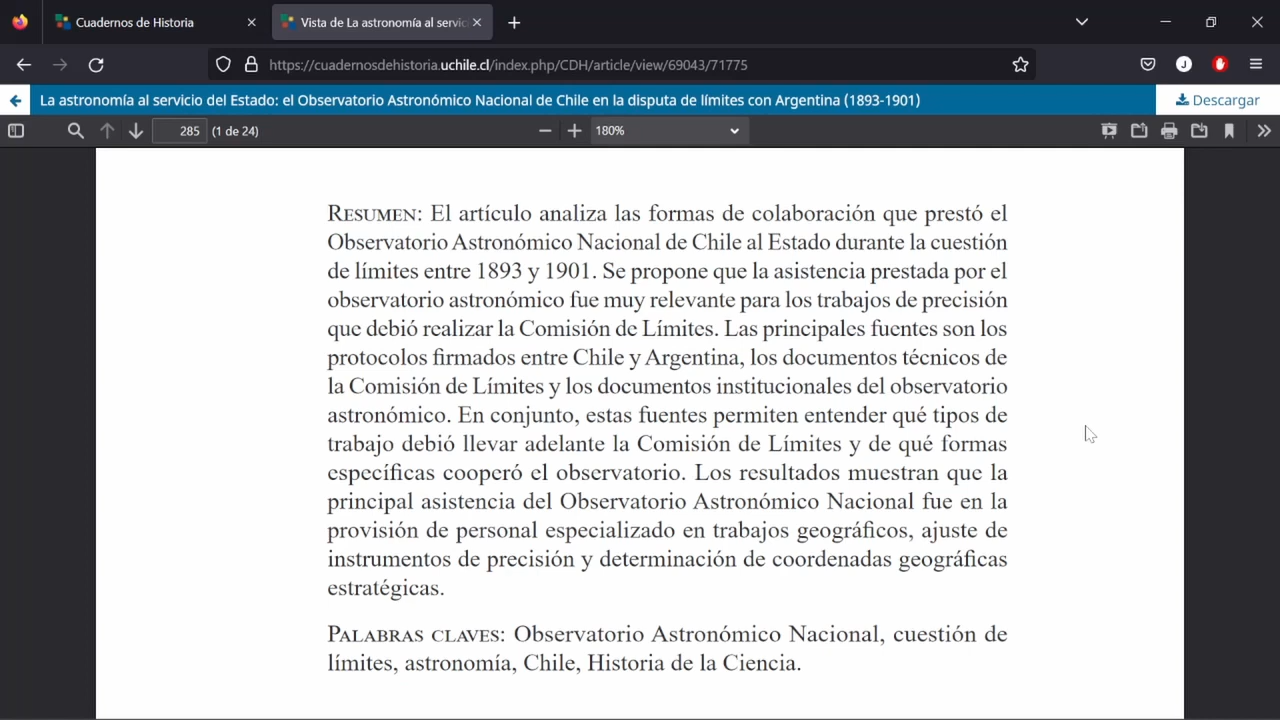 Cuadernos de Historia
Vista de La astronomía al servic
https://cuadernosdehistoria.uchile.cl/index.php/CDH/article/view/69043/71775
J
La astronomía al servicio del Estado: el Observatorio Astronómico Nacional de Chile en la disputa de límites con Argentina (1893-1901)
Descargar
285 (1 de 24)
180%
RESUMEN: El artículo analiza las formas de colaboración que prestó el
Observatorio Astronómico Nacional de Chile al Estado durante la cuestión
de límites entre 1893 y 1901. Se propone que la asistencia prestada por el
observatorio astronómico fue muy relevante para los trabajos de precisión
que debió realizar la Comisión de Límites. Las principales fuentes son los
protocolos firmados entre Chile y Argentina, los documentos técnicos de
la Comisión de Límites y los documentos institucionales del observatorio
astronómico. En conjunto, estas fuentes permiten entender qué tipos de
trabajo debió llevar adelante la Comisión de Límites y de qué formas
específicas cooperó el observatorio. Los resultados muestran que la
principal asistencia del Observatorio Astronómico Nacional fue en la
provisión de personal especializado en trabajos geográficos, ajuste de
instrumentos de precisión y determinación de coordenadas geográficas
estratégicas.
PALABRAS CLAVES: Observatorio Astronómico Nacional, cuestión de
límites, astronomía, Chile, Historia de la Ciencia.